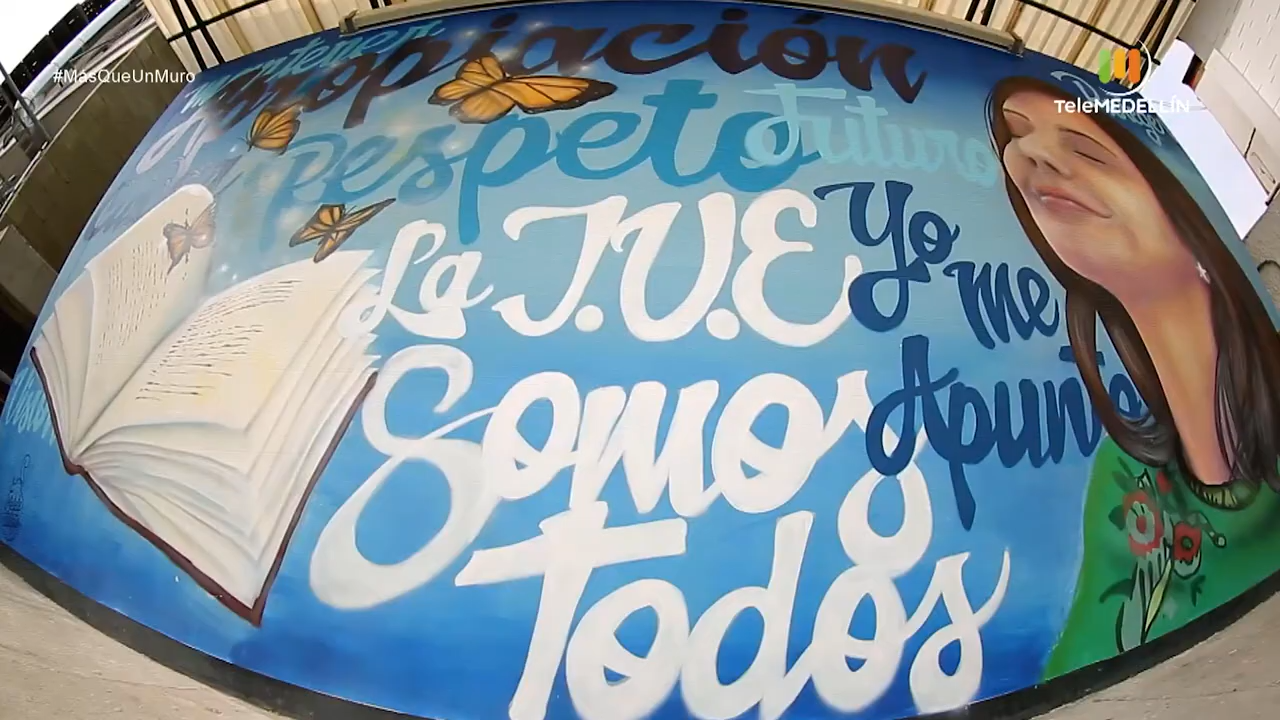 #MásQueUnMuro
TELEMEDELLÍN
Apropiación
Respeto
Futuro
La I.U.E
Somos
Todos
Yo
me
Apunto